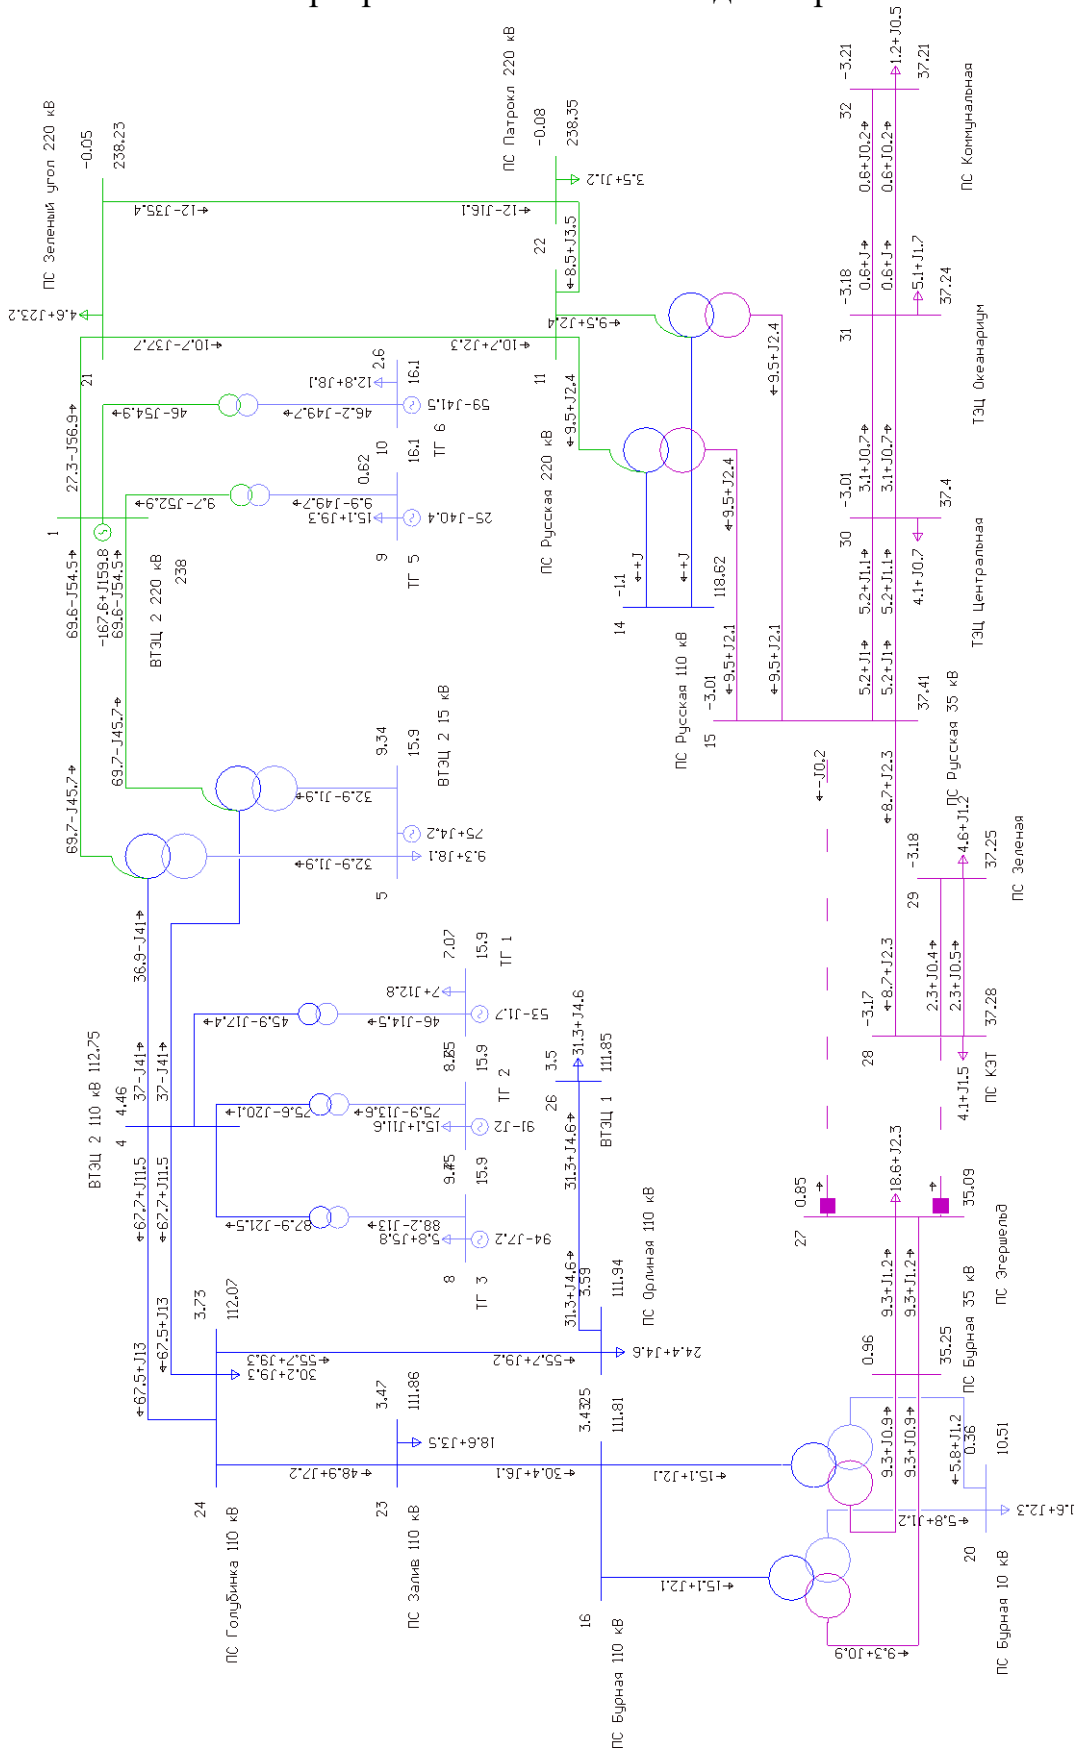 ПС Зеленый угол 220 кВ
-0.05
238.23
4.6+J23.2
21
12-J35.4
10.7-J37.7
27.3-J56.9
ПС Патрокл 220 кВ
-0.08
238.35
3.5+J1.2
22
12-J16.1
8.5+J3.5
1
69.6-J54.5
-167.6+J159.8
69.6-J54.5
ВТЭЦ 2 220 кВ
238
46-J54.9
46.2-J49.7
2.6
12.8+J8.1
16.1
59-J41.5
10
ТГ 6
9.7-J52.9
9.9-J49.7
0.62
15.1+J9.3
16.1
25-J40.4
9
ТГ 5
10.7+J2.3
11
ПС Русская 220 кВ
9.5+J2.4
9.5+J2.4
9.5+J2.4
9.5+J2.4
-1.1
+J
+J
118.62
14
ПС Русская 110 кВ
9.5+J2.1
9.5+J2.1
-3.01
15
37.41
ПС Русская 35 кВ
5.2+J1
5.2+J1
5.2+J1.1
5.2+J1.1
-3.01
30
37.4
4.1+J0.7
ТЭЦ Центральная
3.1+J0.7
3.1+J0.7
-3.18
31
37.24
5.1+J1.7
ТЭЦ Океанариум
0.6+J
0.6+J
0.6+J0.2
0.6+J0.2
-3.21
32
37.21
1.2+J0.5
ПС Коммунальная
69.7-J45.7
69.7-J45.7
9.34
15.9
ВТЭЦ 2 15 кВ
32.9-J1.9
32.9-J1.9
75+J4.2
9.3+J8.1
5
36.9-J41
37-J41
37-J41
ВТЭЦ 2 110 кВ
112.75
4.46
4
45.9-J17.4
46-J14.5
7.07
7+J12.8
15.9
53-J1.7
ТГ 1
75.6-J20.1
75.9-J13.6
15.1+J11.6
15.9
91-J2
ТГ 2
87.9-J21.5
88.2-J13
5.8+J5.8
15.9
94-J7.2
8
ТГ 3
67.7+J11.5
67.7+J11.5
67.5+J13
67.5+J13
3.73
112.07
30.2+J9.3
24
ПС Голубинка 110 кВ
55.7+J9.3
55.7+J9.2
3.59
111.94
24.4+J4.6
ПС Орлиная 110 кВ
31.3+J4.6
31.3+J4.6
3.5
26
111.85
31.3+J4.6
ВТЭЦ 1
48.9+J7.2
3.47
111.86
18.6+J3.5
23
ПС Залив 110 кВ
30.4+J6.1
111.81
16
ПС Бурная 110 кВ
15.1+J2.1
15.1+J2.1
9.3+J0.9
9.3+J0.9
9.3+J0.9
0.96
35.25
ПС Бурная 35 кВ
5.8+J1.2
5.8+J1.2
0.36
10.51
1.6+J2.3
20
ПС Бурная 10 кВ
9.3+J1.2
9.3+J1.2
0.85
27
35.09
18.6+J2.3
ПС Эгершельд
-J0.2
8.7+J2.3
8.7+J2.3
-3.17
28
37.28
4.1+J1.5
ПС КЭТ
2.3+J0.4
2.3+J0.5
-3.18
29
37.25
4.6+J1.2
ПС Зеленая